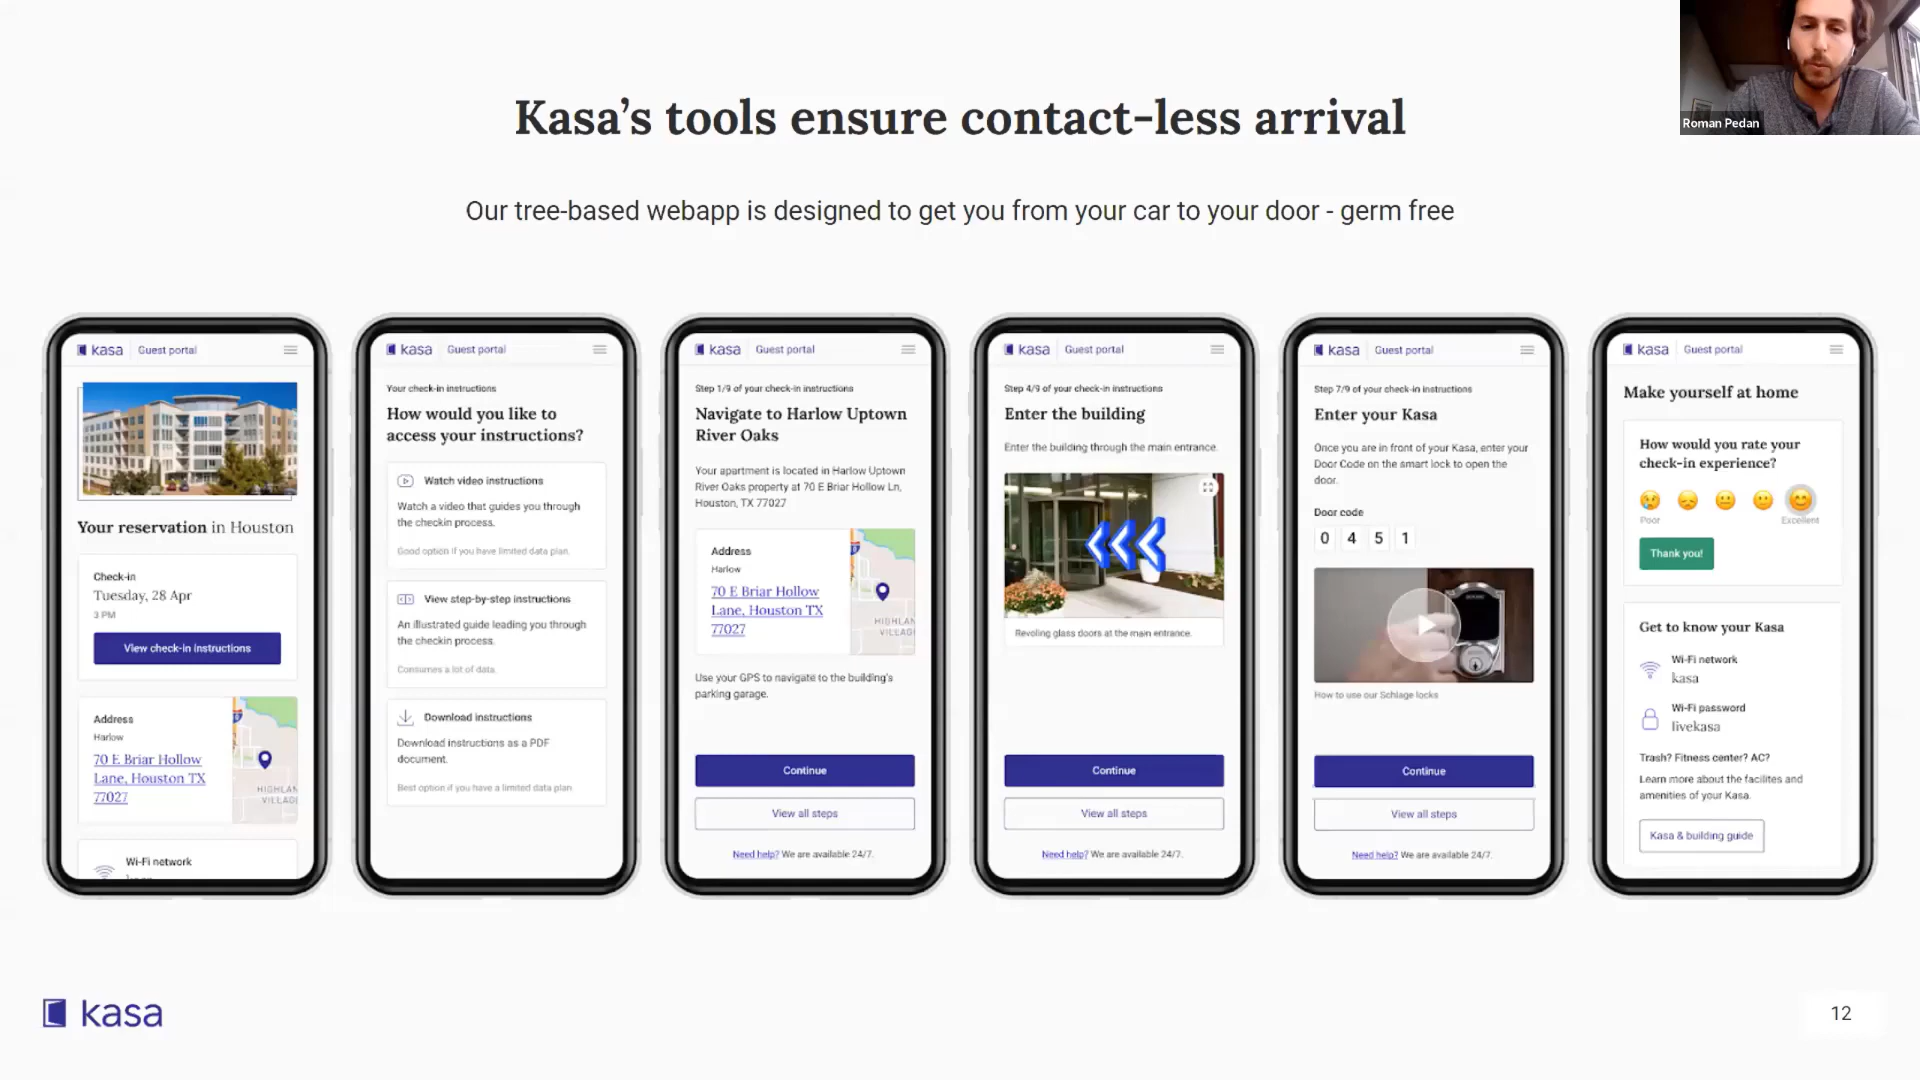 Roman Pedan
Kasa's tools ensure contact-less arrival
Our tree-based webapp is designed to get you from your car to your door - germ free
kasa
Guest portal
Your reservation in Houston
Check-in
Tuesday, 28 Apr
3 PM
View check-in instructions
Address
Harlow
70 E Briar Hollow
Lane, Houston TX
77027
HIGHLAN
VILLAG
Wi-Fi network
kasa
Guest portal
Your check-in instructions
How would you like to
access your instructions?
Watch video instructions
Watch a video that guides you through
the checkin process.
Good option if you have limited data plan.
View step-by-step instructions
An illustrated guide leading you through
the checkin process.
Consumes a lot of data.
Download instructions
Download instructions as a PDF
document.
Best option if you have a limited data plan
kasa
Guest portal
Step 1/9 of your check-in instructions
Navigate to Harlow Uptown
River Oaks
Your apartment is located in Harlow Uptown
River Oaks property at 70 E Briar Hollow Ln,
Houston, TX 77027
Address
Harlow
70 E Briar Hollow
Lane, Houston TX
77027
HIGHLAN
VILLAG
Use your GPS to navigate to the building's
parking garage.
Continue
View all steps
Need help? We are available 24/7.
kasa
Guest portal
Step 4/9 of your check-in instructions
Enter the building
Enter the building through the main entrance.
Revoling glass doors at the main entrance.
Continue
View all steps
Need help? We are available 24/7.
kasa
Guest portal
Step 7/9 of your check-in instructions
Enter your Kasa
Once you are in front of your Kasa, enter your
Door Code on the smart lock to open the
door.
Door code
0 4 5 1
How to use our Schlage locks
Continue
View all steps
Need help? We are available 24/7.
kasa
Guest portal
Make yourself at home
How would you rate your
check-in experience?
Poor
Excellent
Thank you!
Get to know your Kasa
Wi-Fi network
kasa
Wi-Fi password
livekasa
Trash? Fitness center? AC?
Learn more about the facilites and
amenities of your Kasa.
Kasa & building guide
kasa
12